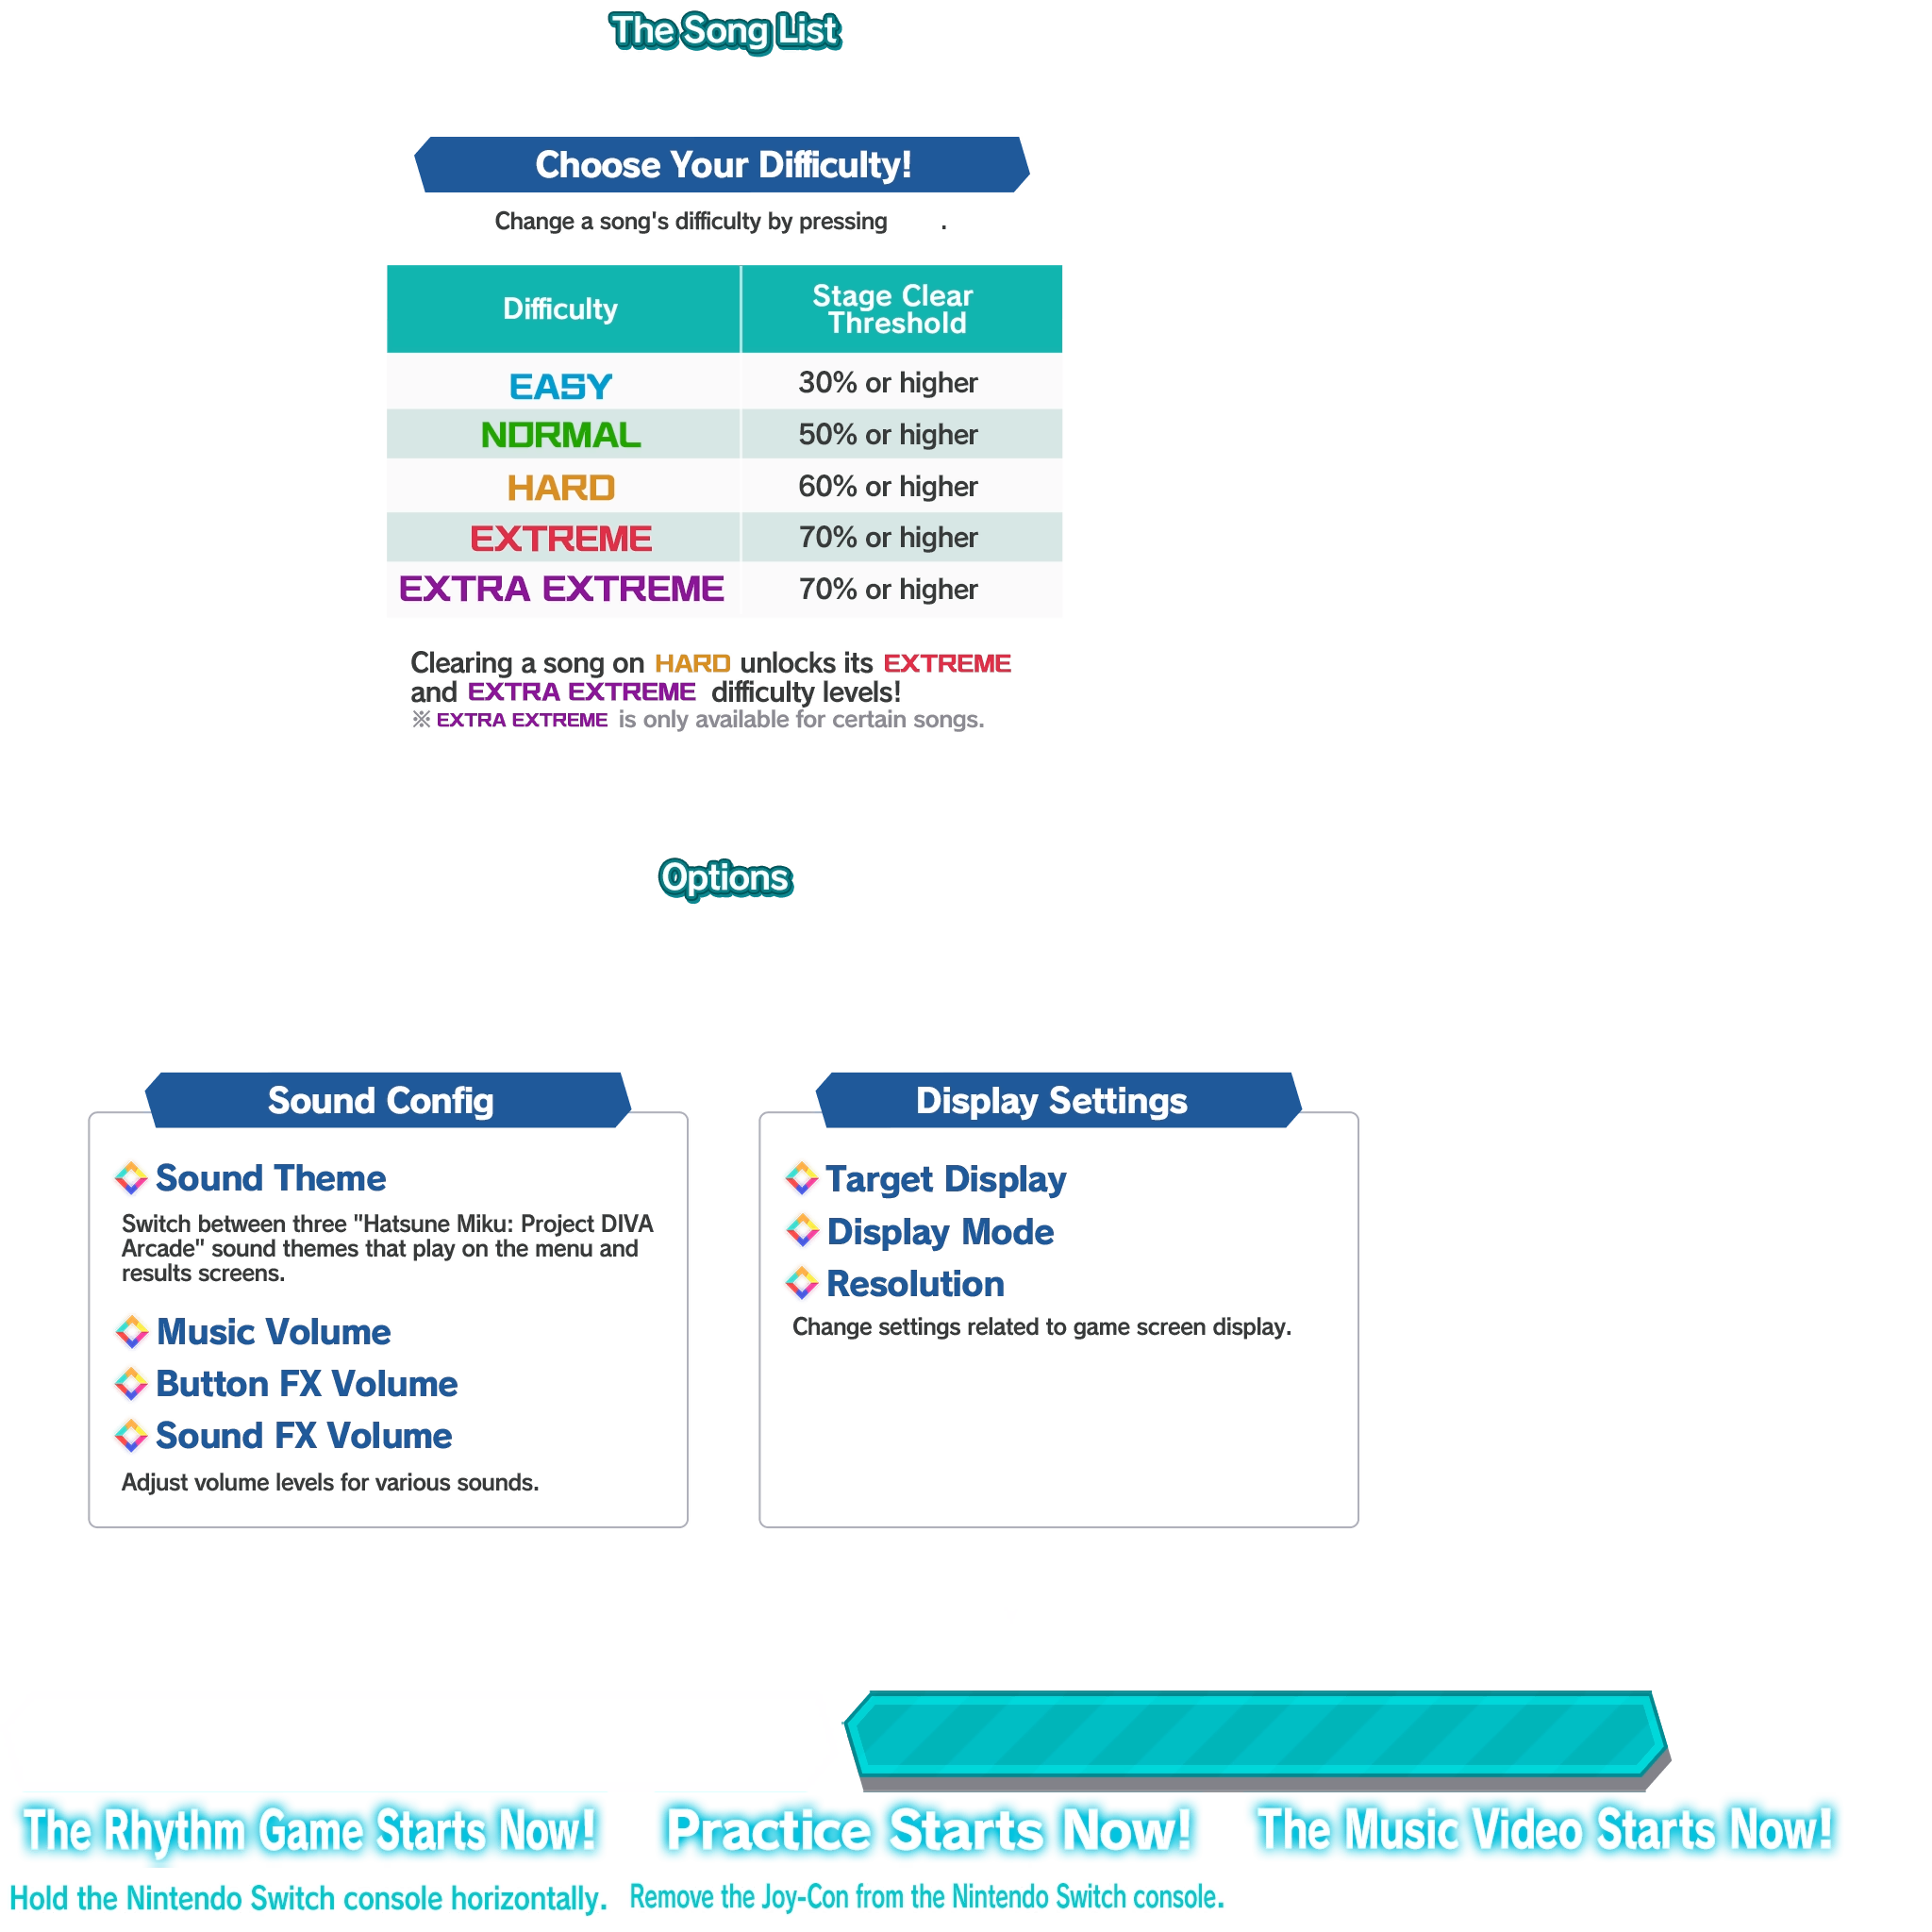 The Song List
Choose Your Difficulty!
Change a song's difficulty by pressing .
Difficulty
Stage Clear
Threshold
EASY
30% or higher
NORMAL
50% or higher
HARD
60% or higher
EXTREME
70% or higher
EXTRA EXTREME
70% or higher
Clearing a song on HARD unlocks its EXTREME
and EXTRA EXTREME difficulty levels!
※ EXTRA EXTREME is only available for certain songs.
Options
Sound Config
Sound Theme
Switch between three "Hatsune Miku: Project DIVA
Arcade" sound themes that play on the menu and
results screens.
Music Volume
Button FX Volume
Sound FX Volume
Adjust volume levels for various sounds.
Display Settings
Target Display
Display Mode
Resolution
Change settings related to game screen display.
The Rhythm Game Starts Now!
Practice Starts Now!
The Music Video Starts Now!
Hold the Nintendo Switch console horizontally.
Remove the Joy-Con from the Nintendo Switch console.